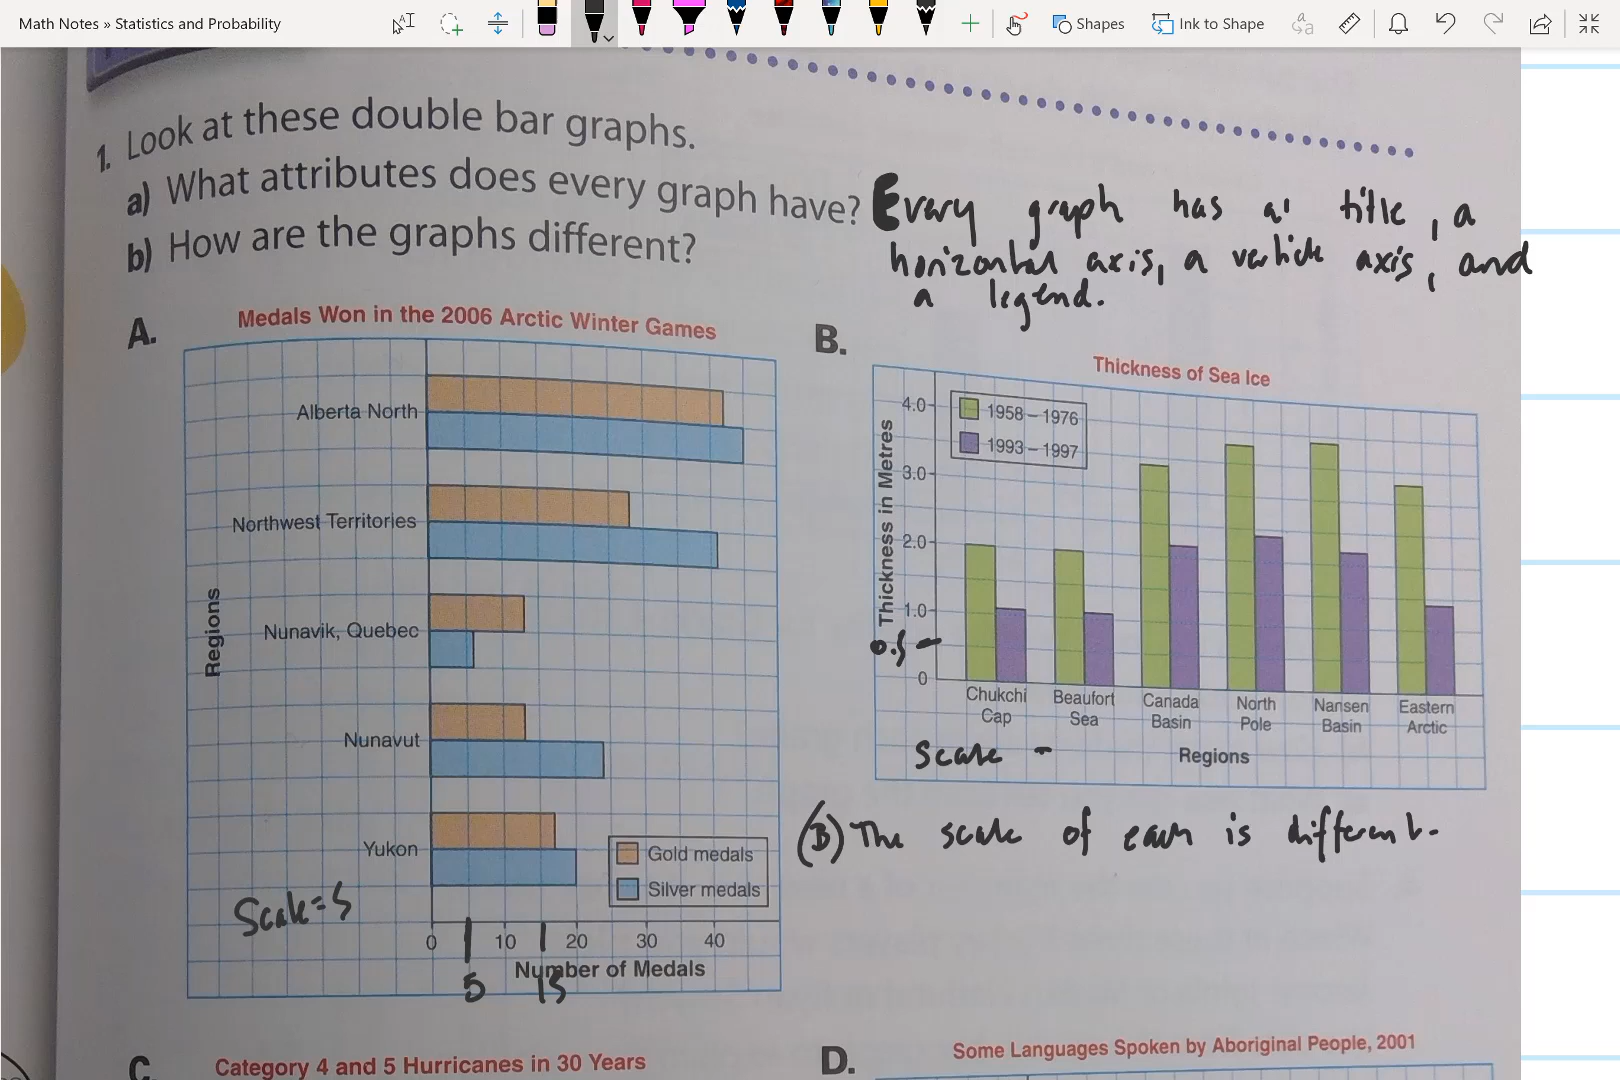 Math Notes » Statistics and Probability
Shapes
Ink to Shape
1. Look at these double bar graphs.
a) What attributes does every graph have?
b) How are the graphs different?
Every graph has a title, a
horizontal axis, a verticle axis, and
a legend.
A.
Medals Won in the 2006 Arctic Winter Games
Alberta North
Northwest Territories
Nunavik, Quebec
Nunavut
Yukon
Regions
Gold medals
Silver medals
Scale=5
0 10 20 30 40
Number of Medals
5 15
B.
Thickness of Sea Ice
1958 – 1976
1993 – 1997
Thickness in Metres
4.0
3.0
2.0
1.0
0.5
0
Chukchi Cap
Beaufort Sea
Canada Basin
North Pole
Nansen Basin
Eastern Arctic
Regions
Scale -
(B) The scale of each is different.
C.
Category 4 and 5 Hurricanes in 30 Years
D.
Some Languages Spoken by Aboriginal People, 2001